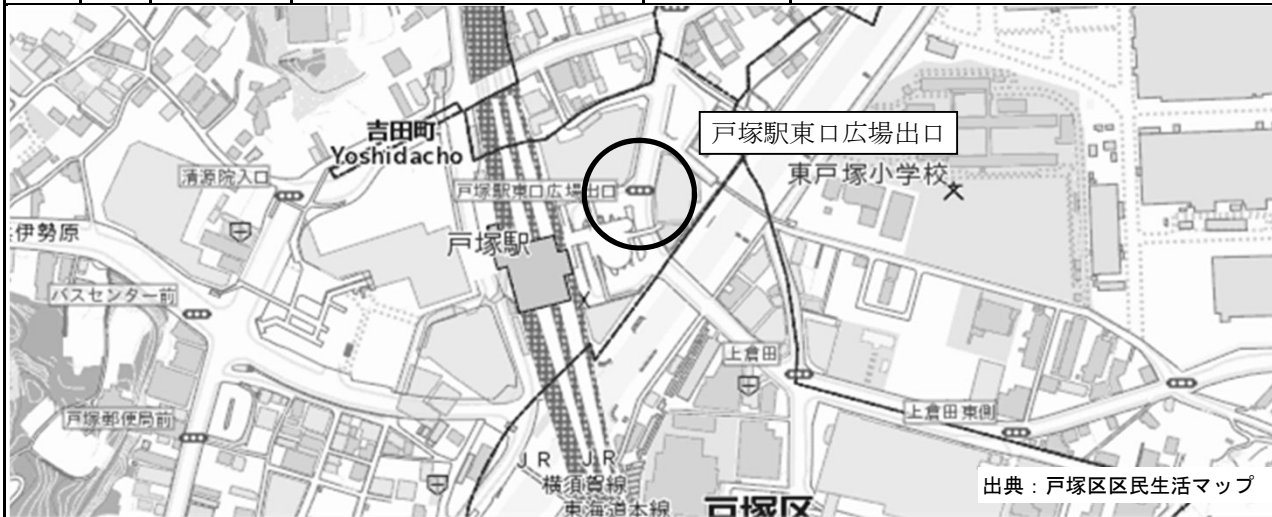 戸塚駅東口広場出口
吉田町
Yoshidacho
清源院入口
戸塚駅東口広場出口
東戸塚小学校
伊勢原
戸塚駅
バスセンター前
上倉田
戸塚郵便局前
上倉田東側
JR JR
横須賀線
東海道本線
戸塚区
出典:戸塚区区民生活マップ